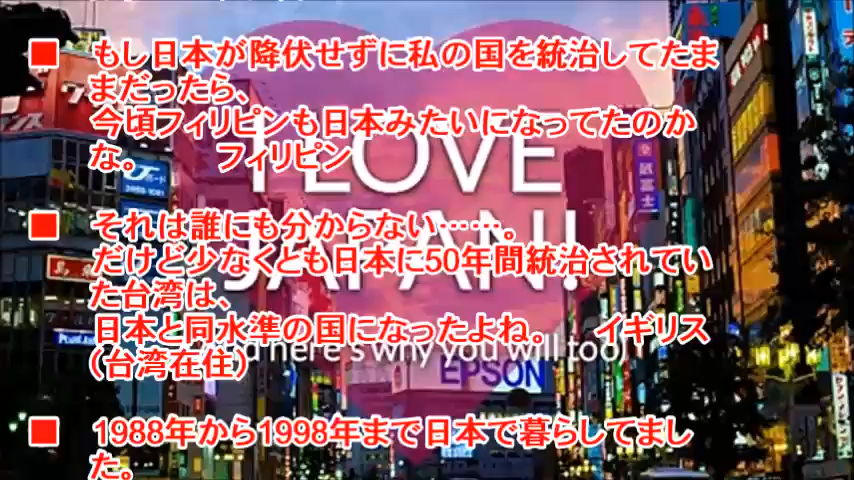 ■ もし日本が降伏せずに私の国を統治してたま
まだったら、
今頃フィリピンも日本みたいになってたのか
な。 フィリピン
■ それは誰にも分からない……。
だけど少なくとも日本に50年間統治されてい
た台湾は、
日本と同水準の国になったよね。 イギリス
（台湾在住）
■ 1988年から1998年まで日本で暮らしてまし
た。
I LOVE
JAPAN!
here's why you will too)
EPSON
富士